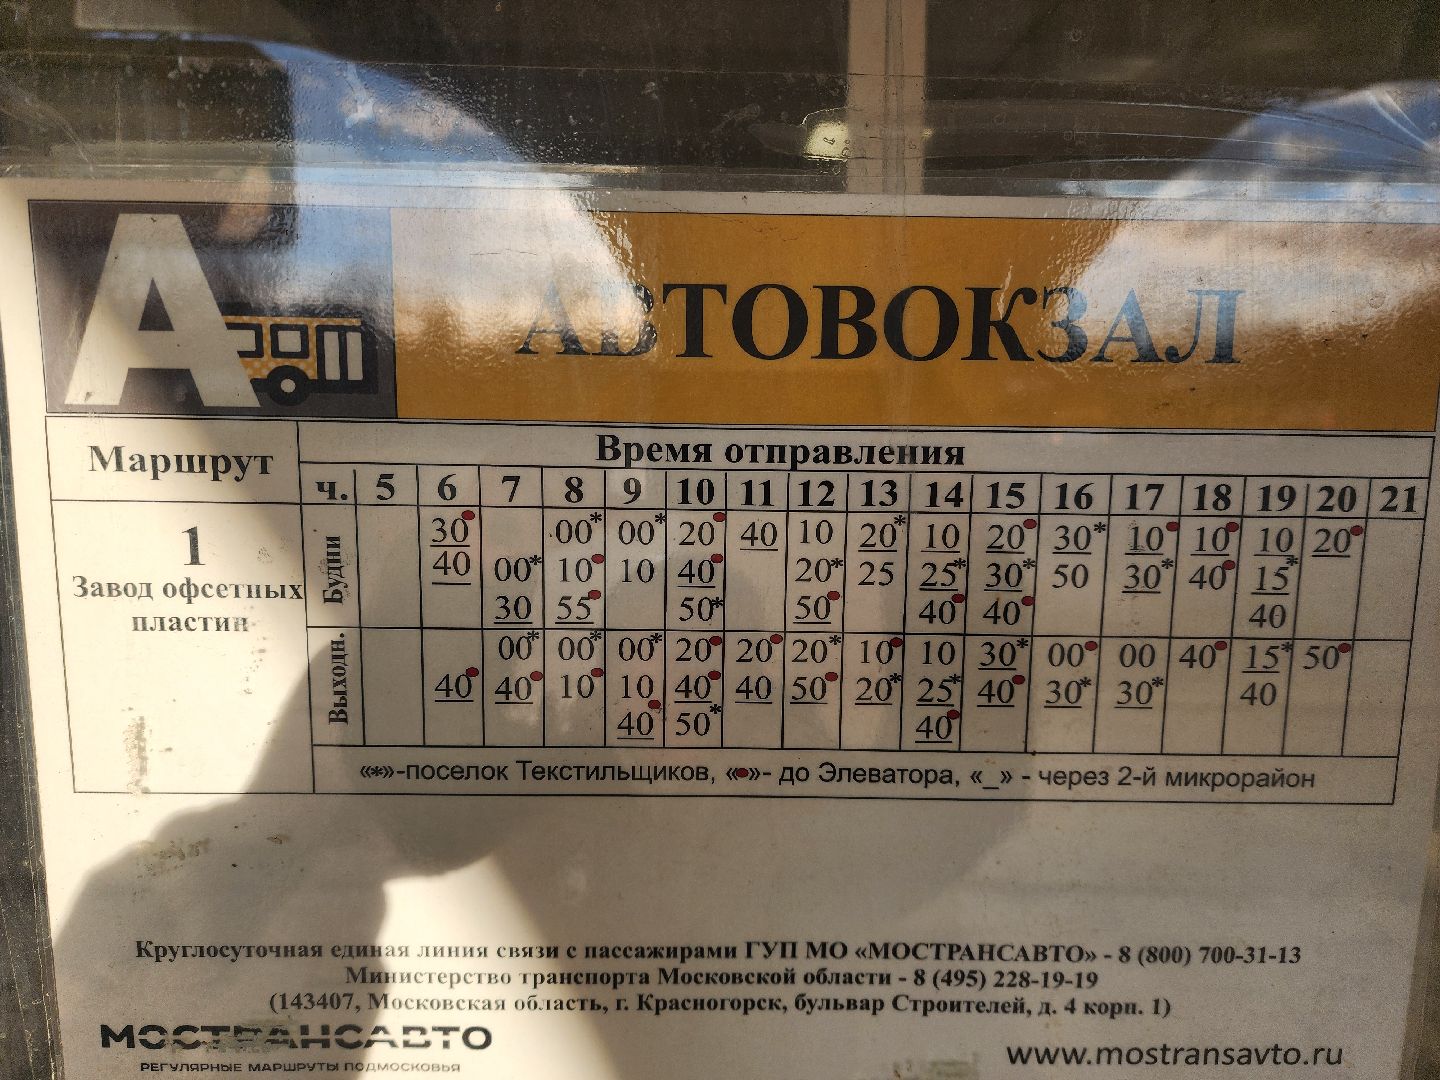 А
АВТОВОКЗАЛ
Маршрут
Время отправления
ч. 5 6 7 8 9 10 11 12 13 14 15 16 17 18 19 20 21
1
Завод офсетных
пластин
Будни
30• 00* 00* 20• 40 10 20* 10 20• 30* 10• 10• 10 20•
40 00* 10• 10 40• 20* 25 25* 30* 50 30* 40• 15*
30 55• 50* 50• 40• 40• 40
Выходн.
00* 00* 00* 20• 20• 20* 10• 10 30* 00• 00 40• 15* 50•
40• 40• 10• 10 40• 40 50• 20* 25* 40• 30* 30* 40
40• 50* 40•
«*»-поселок Текстильщиков, «•»- до Элеватора, «_» - через 2-й микрорайон
Круглосуточная единая линия связи с пассажирами ГУП МО «МОСТРАНСАВТО» - 8 (800) 700-31-13
Министерство транспорта Московской области - 8 (495) 228-19-19
(143407, Московская область, г. Красногорск, бульвар Строителей, д. 4 корп. 1)
МОСТРАНСАВТО
РЕГУЛЯРНЫЕ МАРШРУТЫ ПОДМОСКОВЬЯ
www.mostransavto.ru